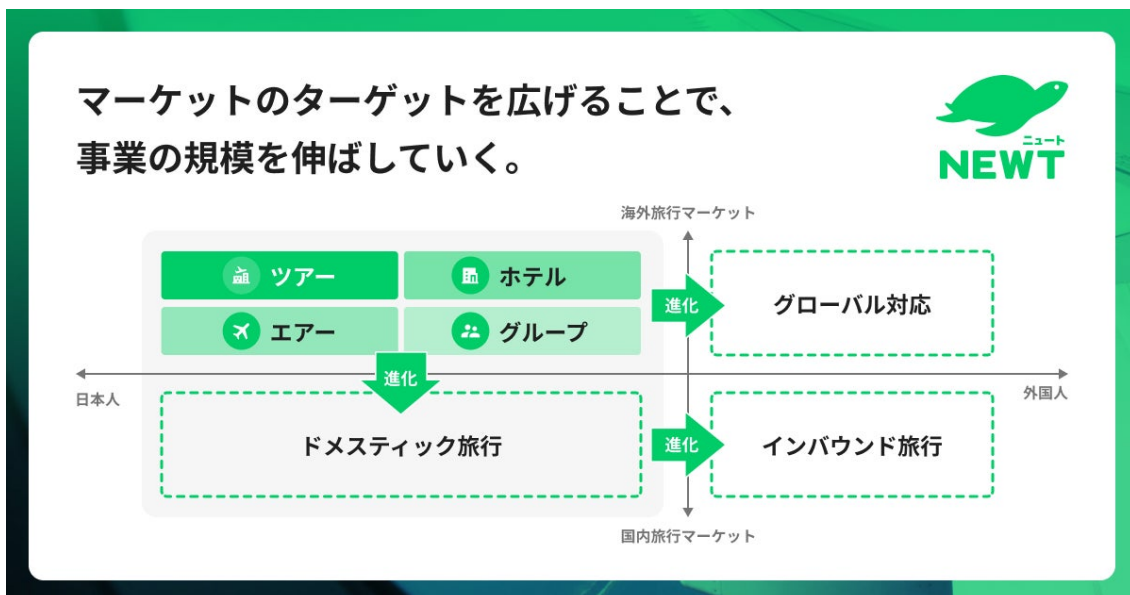 マーケットのターゲットを広げることで、
事業の規模を伸ばしていく。
ニュート
NEWT
海外旅行マーケット
ツアー
ホテル
エアー
グループ
進化
グローバル対応
進化
日本人
外国人
ドメスティック旅行
進化
インバウンド旅行
国内旅行マーケット